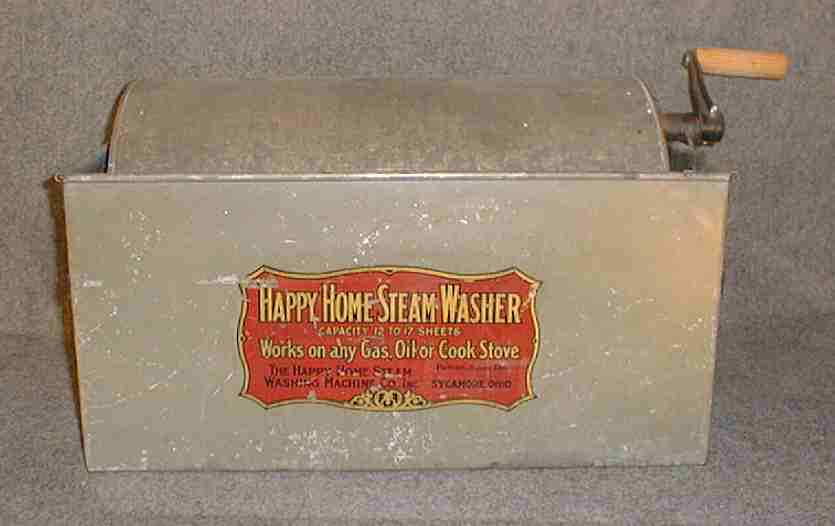 HAPPY HOME STEAM WASHER
CAPACITY 12 TO 17 SHEETS
Works on any Gas, Oil or Cook Stove
THE HAPPY HOME STEAM
WASHING MACHINE CO. INC. SYCAMORE, OHIO